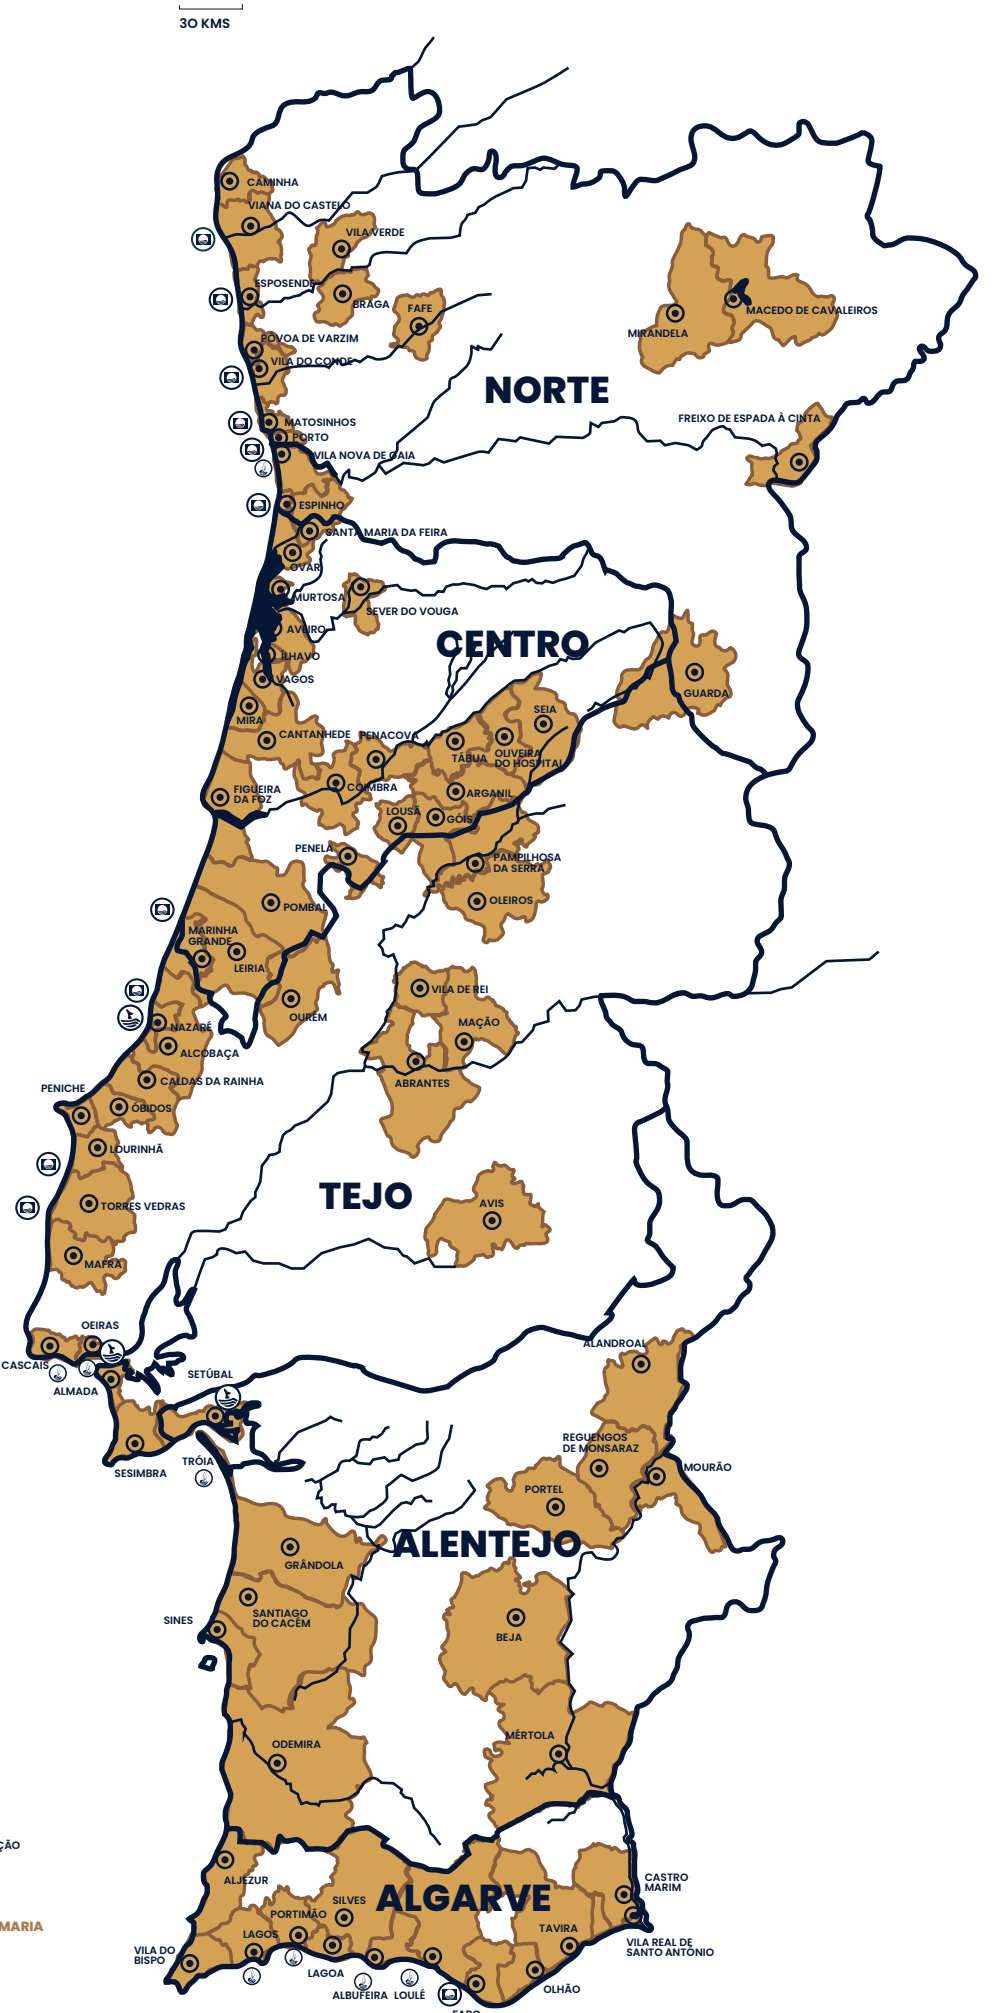 30 KMS
CAMINHA
VIANA DO CASTELO
VILA VERDE
ESPOSENDE
BRAGA
FAFE
MACEDO DE CAVALEIROS
MIRANDELA
PÓVOA DE VARZIM
VILA DO CONDE
NORTE
FREIXO DE ESPADA À CINTA
MATOSINHOS
PORTO
VILA NOVA DE GAIA
ESPINHO
SANTA MARIA DA FEIRA
OVAR
MURTOSA
SEVER DO VOUGA
AVEIRO
CENTRO
ÍLHAVO
VAGOS
GUARDA
MIRA
SEIA
CANTANHEDE
PENACOVA
TÁBUA
OLIVEIRA
DO HOSPITAL
COIMBRA
FIGUEIRA
DA FOZ
ARGANIL
LOUSÃ
GÓIS
PENELA
PAMPILHOSA
DA SERRA
OLEIROS
POMBAL
MARINHA
GRANDE
LEIRIA
VILA DE REI
OUREM
MAÇÃO
NAZARÉ
ALCOBAÇA
CALDAS DA RAINHA
ABRANTES
PENICHE
ÓBIDOS
LOURINHÃ
TEJO
AVIS
TORRES VEDRAS
MAFRA
OEIRAS
ALANDROAL
CASCAIS
SETÚBAL
ALMADA
REGUENGOS
DE MONSARAZ
TRÓIA
MOURÃO
SESIMBRA
PORTEL
ALENTEJO
GRÂNDOLA
SANTIAGO
DO CACÉM
SINES
BEJA
MÉRTOLA
ODEMIRA
ÇÃO
ALJEZUR
CASTRO
MARIM
SILVES
ALGARVE
PORTIMÃO
MARIA
TAVIRA
LAGOS
VILA REAL DE
SANTO ANTÓNIO
VILA DO
BISPO
LAGOA
ALBUFEIRA
LOULÉ
OLHÃO
FARO